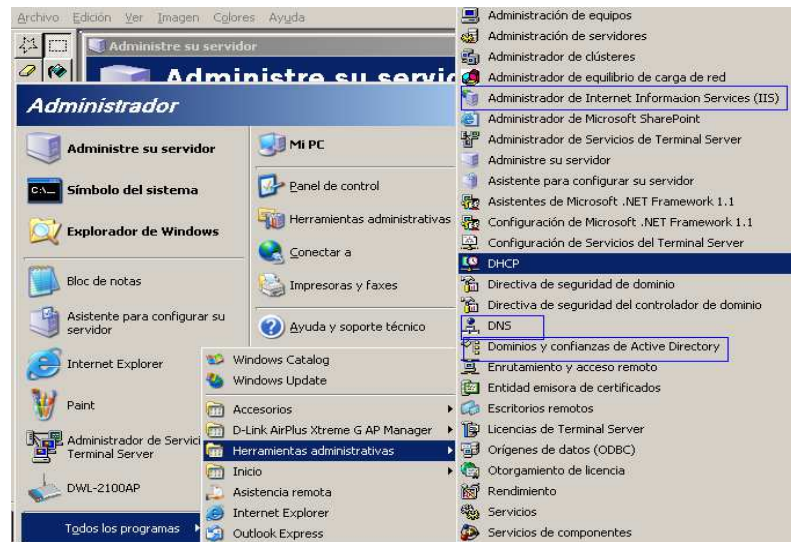 Archivo Edición Ver Imagen Colores Ayuda
Administre su servidor
Administre su servic
Administrador
Administre su servidor
Símbolo del sistema
Explorador de Windows
Bloc de notas
Asistente para configurar su
servidor
Internet Explorer
Paint
Administrador de Servici
Terminal Server
DWL-2100AP
Todos los programas
Mi PC
Panel de control
Herramientas administrativas
Conectar a
Impresoras y faxes
Ayuda y soporte técnico
Windows Catalog
Windows Update
Accesorios
D-Link AirPlus Xtreme G AP Manager
Herramientas administrativas
Inicio
Asistencia remota
Internet Explorer
Outlook Express
Administración de equipos
Administración de servidores
Administrador de clústeres
Administrador de equilibrio de carga de red
Administrador de Internet Information Services (IIS)
Administrador de Microsoft SharePoint
Administrador de Servicios de Terminal Server
Administre su servidor
Asistente para configurar su servidor
Asistentes de Microsoft .NET Framework 1.1
Configuración de Microsoft .NET Framework 1.1
Configuración de Servicios del Terminal Server
DHCP
Directiva de seguridad de dominio
Directiva de seguridad del controlador de dominio
DNS
Dominios y confianzas de Active Directory
Enrutamiento y acceso remoto
Entidad emisora de certificados
Escritorios remotos
Licencias de Terminal Server
Orígenes de datos (ODBC)
Otorgamiento de licencia
Rendimiento
Servicios
Servicios de componentes